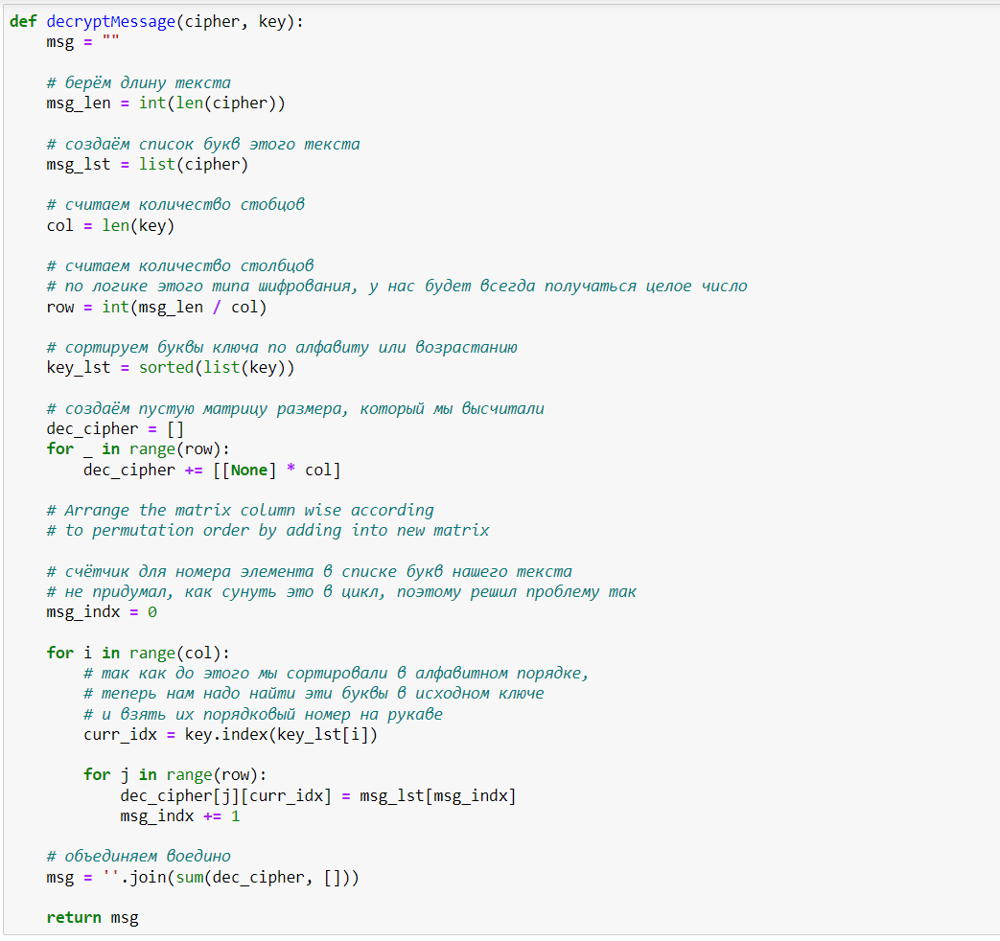 def decryptMessage(cipher, key):
    msg = ""
    # берём длину текста
    msg_len = int(len(cipher))
    # создаём список букв этого текста
    msg_lst = list(cipher)
    # считаем количество стобцов
    col = len(key)
    # считаем количество столбцов
    # по логике этого типа шифрования, у нас будет всегда получаться целое число
    row = int(msg_len / col)
    # сортируем буквы ключа по алфавиту или возрастанию
    key_lst = sorted(list(key))
    # создаём пустую матрицу размера, который мы высчитали
    dec_cipher = []
    for _ in range(row):
        dec_cipher += [[None] * col]
    # Arrange the matrix column wise according
    # to permutation order by adding into new matrix
    # счётчик для номера элемента в списке букв нашего текста
    # не придумал, как сунуть это в цикл, поэтому решил проблему так
    msg_indx = 0
    for i in range(col):
        # так как до этого мы сортировали в алфавитном порядке,
        # теперь нам надо найти эти буквы в исходном ключе
        # и взять их порядковый номер на рукаве
        curr_idx = key.index(key_lst[i])
        for j in range(row):
            dec_cipher[j][curr_idx] = msg_lst[msg_indx]
            msg_indx += 1
    # объединяем воедино
    msg = ''.join(sum(dec_cipher, []))
    return msg